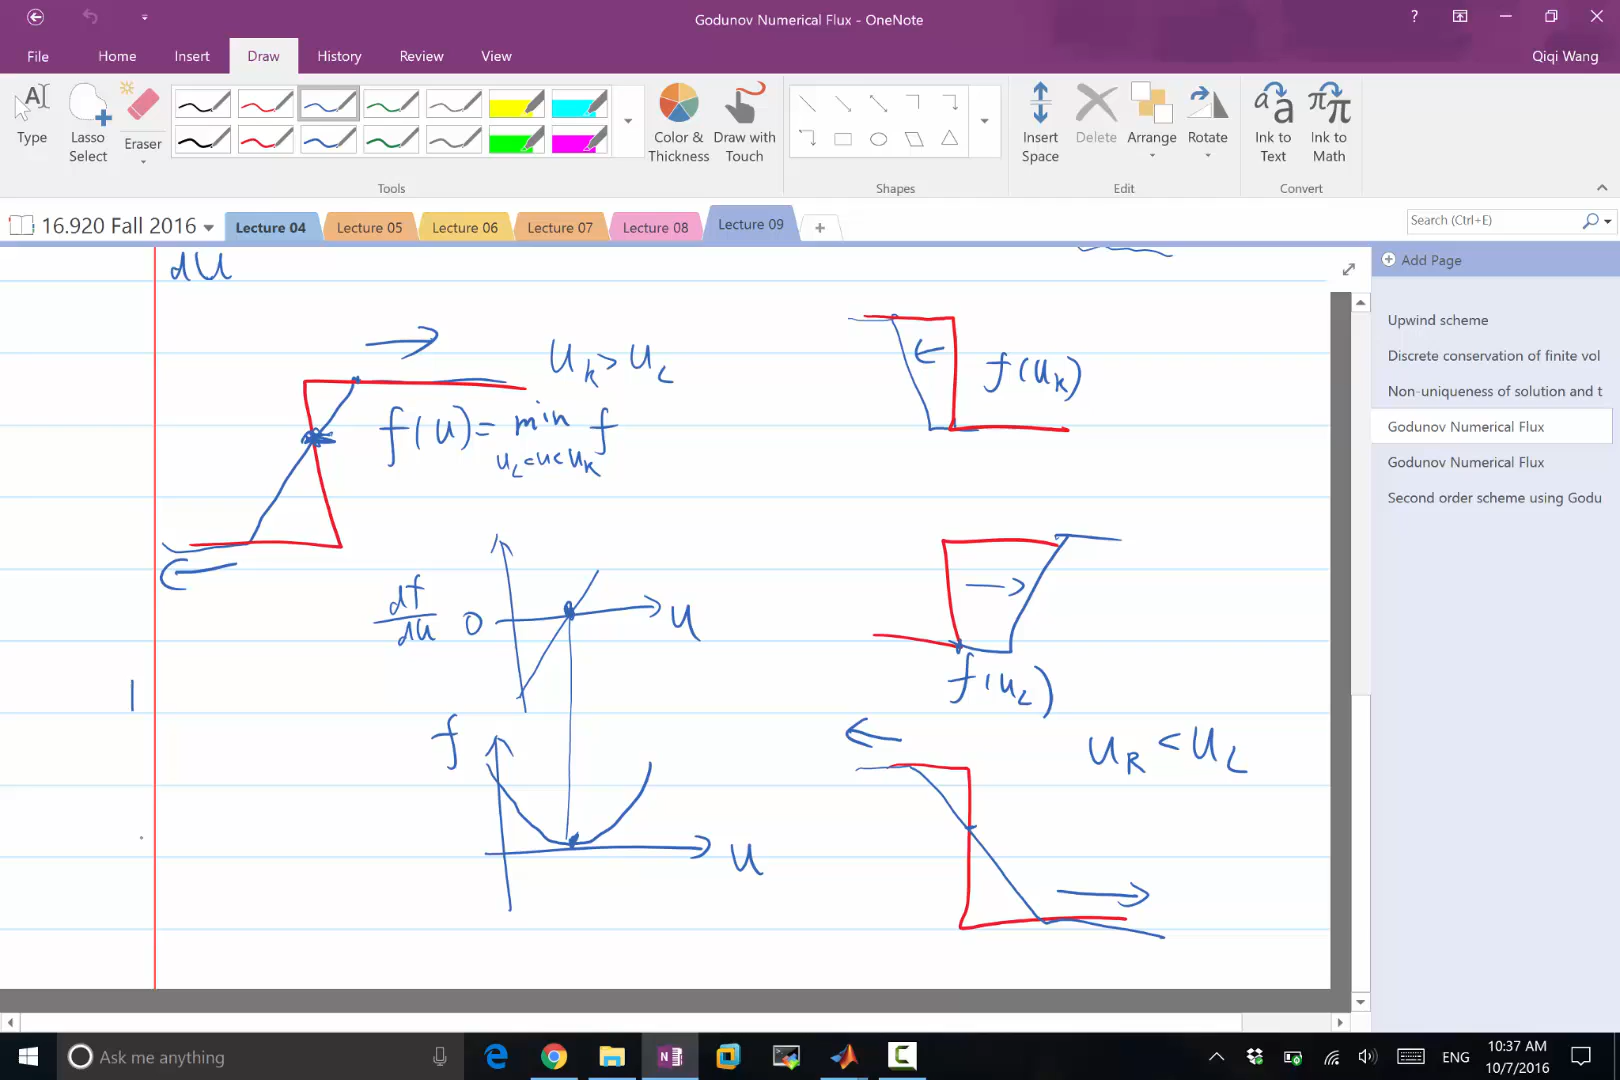 Godunov Numerical Flux - OneNote
?
File
Home
Insert
Draw
History
Review
View
Qiqi Wang
Type
Lasso Select
Eraser
Color & Thickness
Draw with Touch
Insert Space
Delete
Arrange
Rotate
Ink to Text
Ink to Math
Tools
Shapes
Edit
Convert
16.920 Fall 2016
Lecture 04
Lecture 05
Lecture 06
Lecture 07
Lecture 08
Lecture 09
Search (Ctrl+E)
Add Page
Upwind scheme
Discrete conservation of finite vol
Non-uniqueness of solution and t
Godunov Numerical Flux
Godunov Numerical Flux
Second order scheme using Godu
dU
U_R > U_L
f(U) = min f
U_L < U < U_R
f(U_R)
df
dU
0
U
f(U_L)
f
U
U_R < U_L
Ask me anything
ENG
10:37 AM
10/7/2016